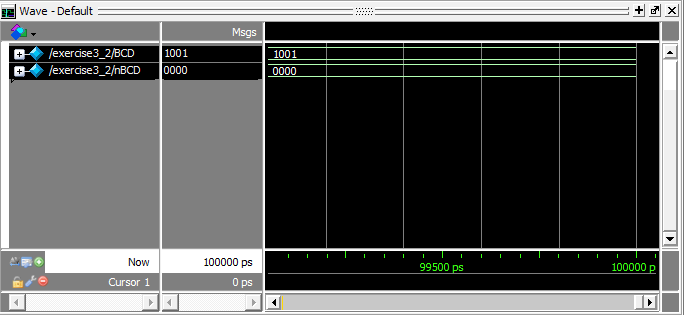 Wave - Default
Msgs
/exercise3_2/BCD 1001 1001
/exercise3_2/nBCD 0000 0000
Now 100000 ps 99500 ps 100000 p
Cursor 1 0 ps